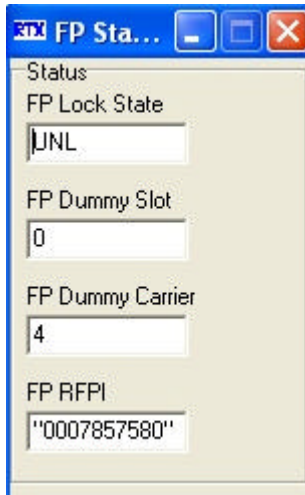 RTX FP Sta...
Status
FP Lock State
UNL
FP Dummy Slot
0
FP Dummy Carrier
4
FP RFPI
"0007857580"